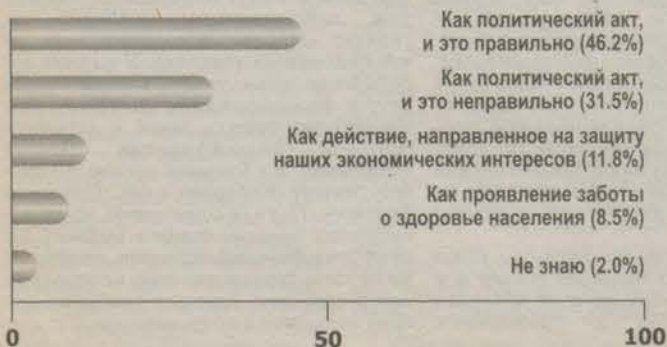 Как политический акт,
и это правильно (46.2%)
Как политический акт,
и это неправильно (31.5%)
Как действие, направленное на защиту
наших экономических интересов (11.8%)
Как проявление заботы
о здоровье населения (8.5%)
Не знаю (2.0%)
0 50 100